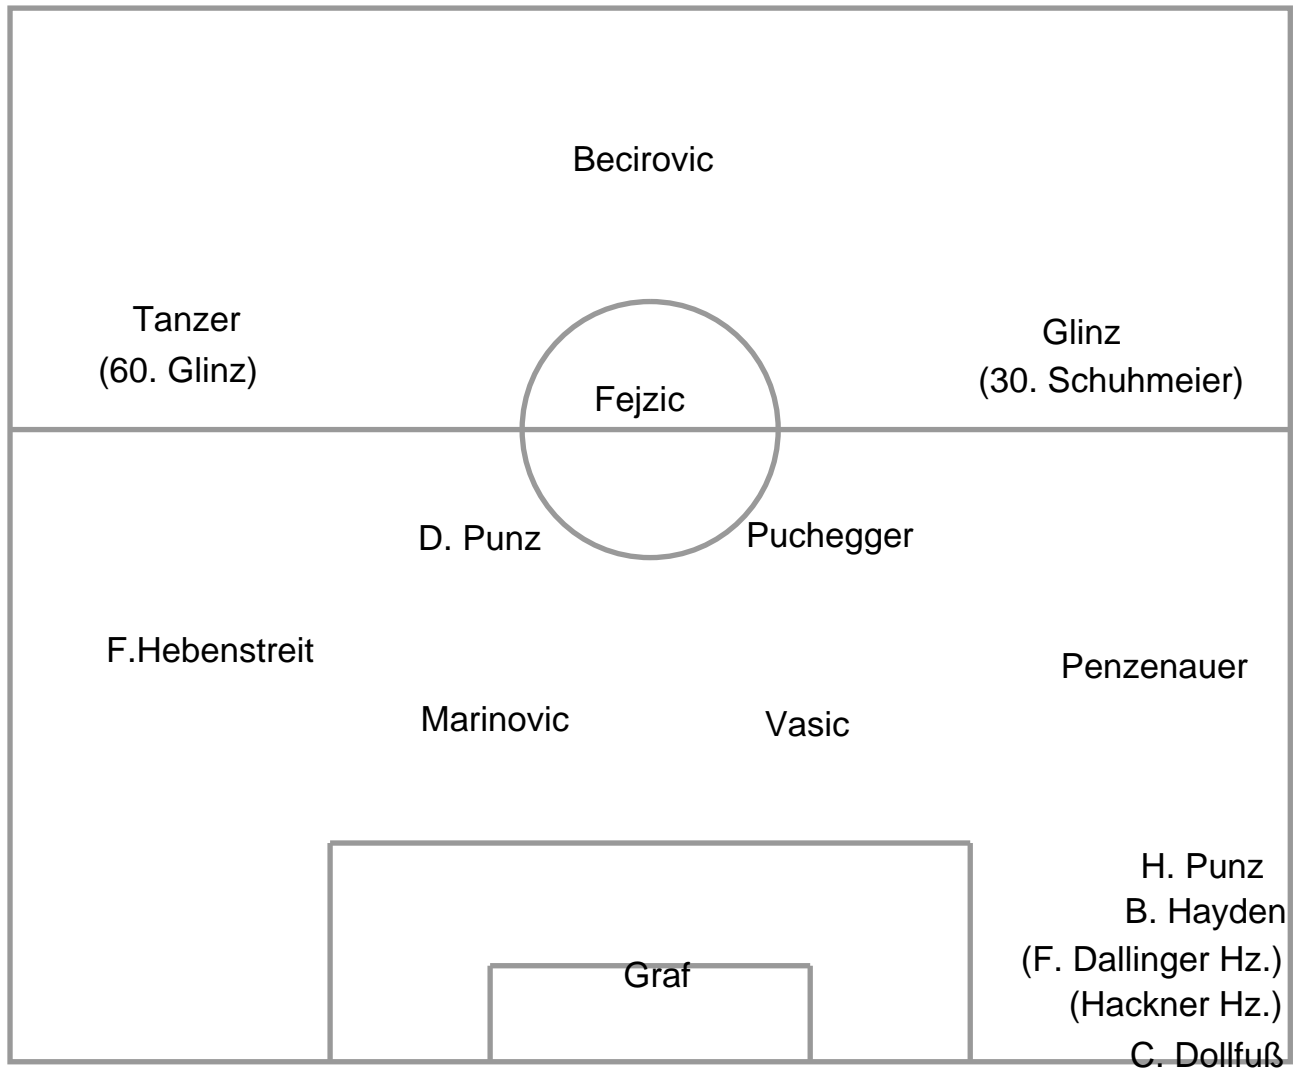 Becirovic
Tanzer
(60. Glinz)
Glinz
(30. Schuhmeier)
Fejzic
D. Punz
Puchegger
F.Hebenstreit
Penzenauer
Marinovic
Vasic
H. Punz
B. Hayden
(F. Dallinger Hz.)
Graf
(Hackner Hz.)
C. Dollfuß